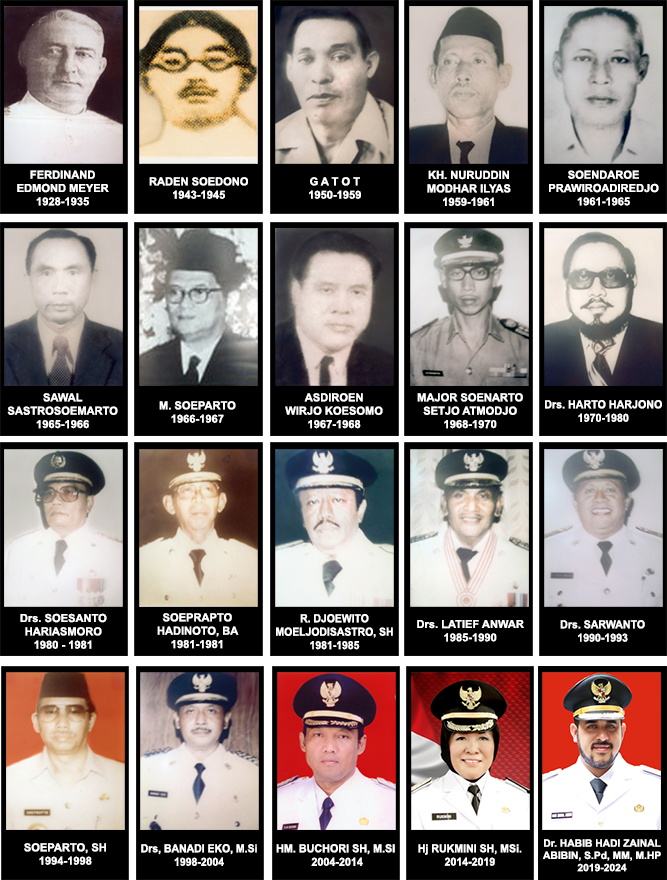 FERDINAND
EDMOND MEYER
1928-1935
RADEN SOEDONO
1943-1945
G A T O T
1950-1959
KH. NURUDDIN
MODHAR ILYAS
1959-1961
SOENDAROE
PRAWIROADIREDJO
1961-1965
SAWAL
SASTROSOEMARTO
1965-1966
M. SOEPARTO
1966-1967
ASDIROEN
WIRJO KOESOMO
1967-1968
MAJOR SOENARTO
SETJO ATMODJO
1968-1970
Drs. HARTO HARJONO
1970-1980
Drs. SOESANTO
HARIASMORO
1980 - 1981
SOEPRAPTO
HADINOTO, BA
1981-1981
R. DJOEWITO
MOELJODISASTRO, SH
1981-1985
Drs. LATIEF ANWAR
1985-1990
Drs. SARWANTO
1990-1993
SOEPARTO, SH
1994-1998
Drs, BANADI EKO, M.Si
1998-2004
HM. BUCHORI SH, M.SI
2004-2014
RUKMINI
Hj RUKMINI SH, MSi.
2014-2019
Dr. HABIB HADI ZAINAL
ABIBIN, S.Pd, MM, M.HP
2019-2024